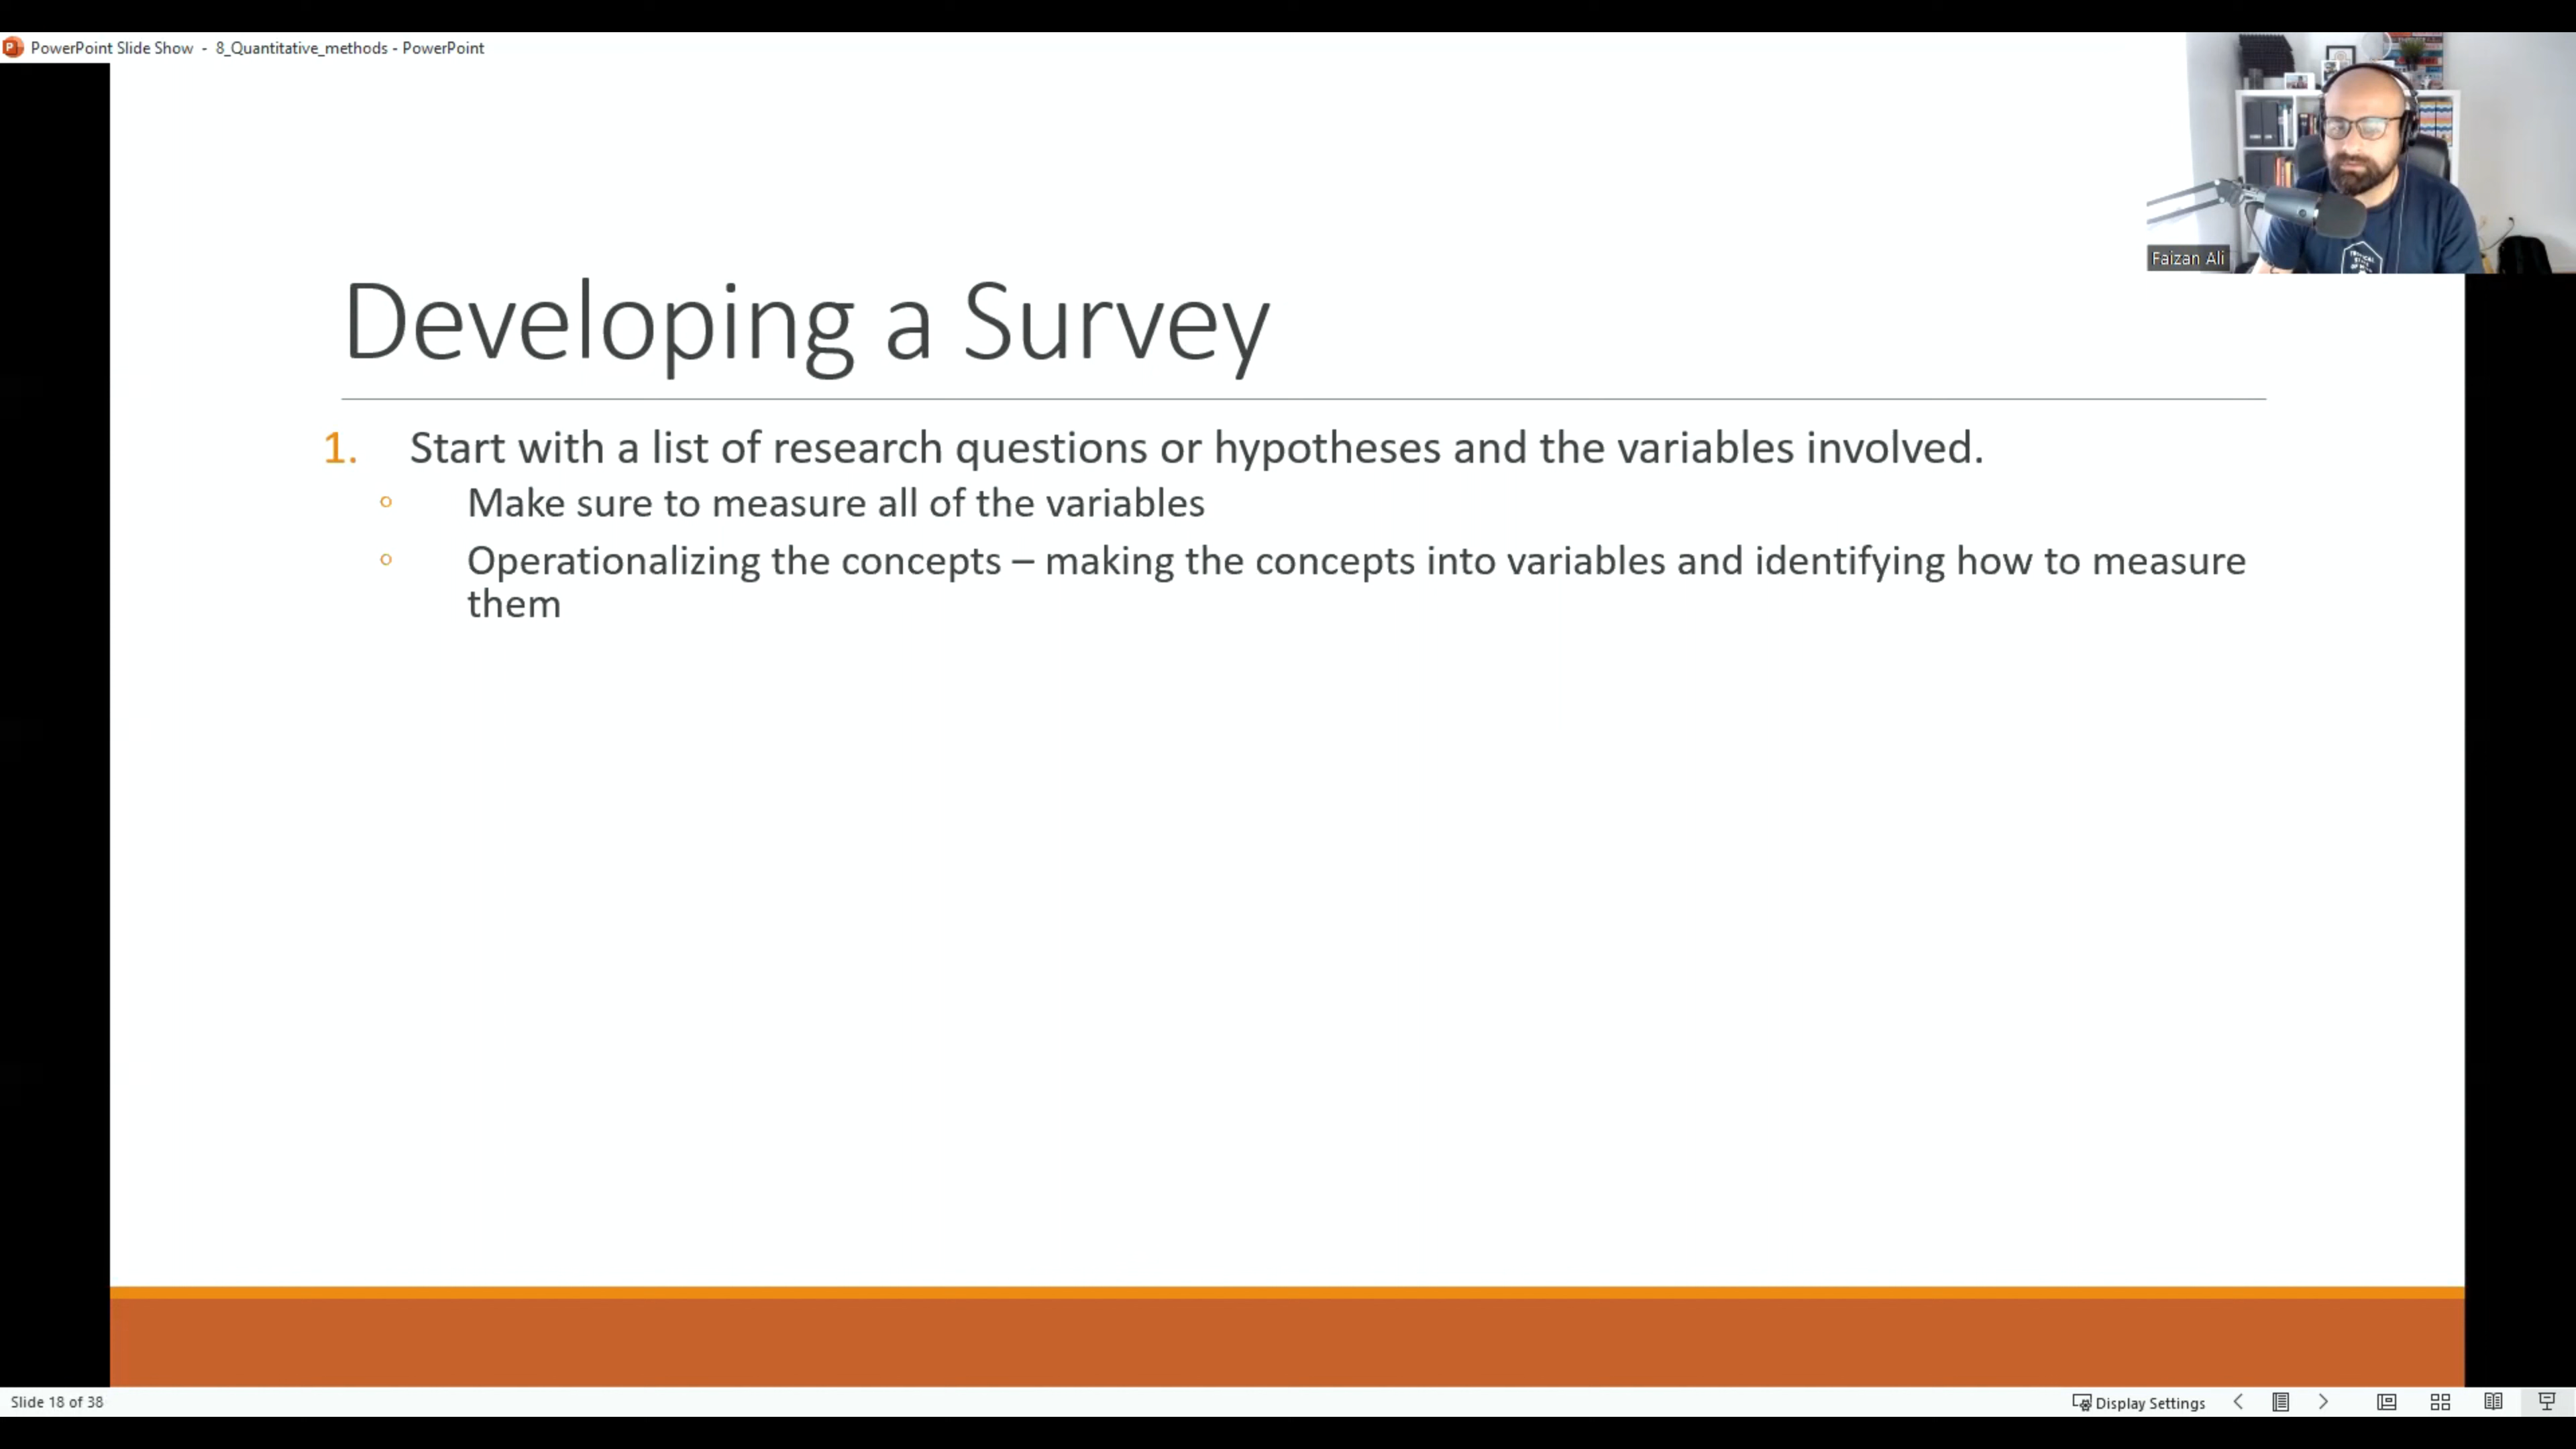 PowerPoint Slide Show - 8_Quantitative_methods - PowerPoint
Faizan Ali
Developing a Survey
1. Start with a list of research questions or hypotheses and the variables involved.
Make sure to measure all of the variables
Operationalizing the concepts – making the concepts into variables and identifying how to measure
them
Slide 18 of 38
Display Settings